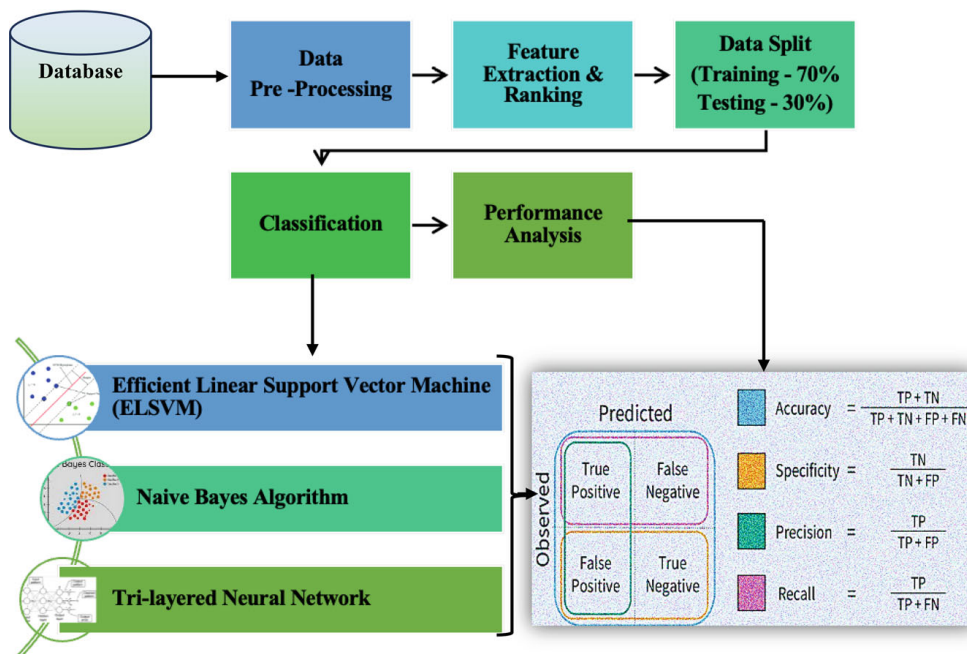 Database
Data
Pre -Processing
Feature
Extraction &
Ranking
Data Split
(Training - 70%
Testing - 30%)
Classification
Performance
Analysis
Efficient Linear Support Vector Machine
(ELSVM)
Bayes Clas
Naive Bayes Algorithm
Tri-layered Neural Network
Predicted
Observed
True
Positive
False
Negative
False
Positive
True
Negative
Accuracy = TP + TN
TP + TN + FP + FN
Specificity = TN
TN + FP
Precision = TP
TP + FP
Recall = TP
TP + FN